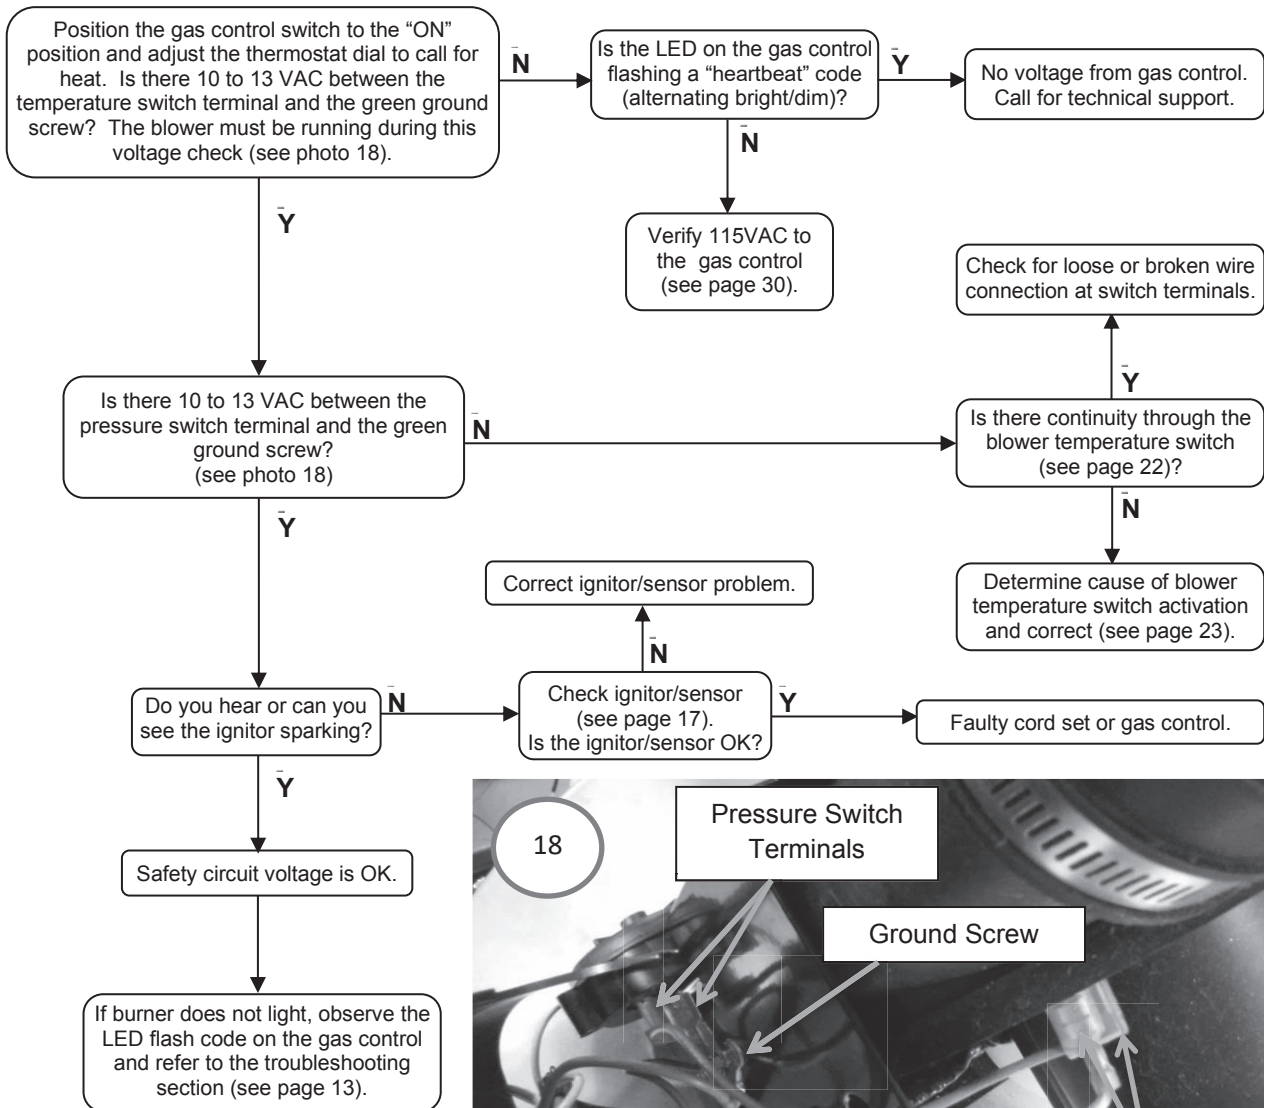 Position the gas control switch to the “ON”
position and adjust the thermostat dial to call for
heat. Is there 10 to 13 VAC between the
temperature switch terminal and the green ground
screw? The blower must be running during this
voltage check (see photo 18).
N
Is the LED on the gas control
flashing a “heartbeat” code
(alternating bright/dim)?
Y
No voltage from gas control.
Call for technical support.
N
Verify 115VAC to
the gas control
(see page 30).
Y
Is there 10 to 13 VAC between the
pressure switch terminal and the green
ground screw?
(see photo 18)
N
Check for loose or broken wire
connection at switch terminals.
Y
Is there continuity through the
blower temperature switch
(see page 22)?
N
Determine cause of blower
temperature switch activation
and correct (see page 23).
Y
Do you hear or can you
see the ignitor sparking?
N
Correct ignitor/sensor problem.
N
Check ignitor/sensor
(see page 17).
Is the ignitor/sensor OK?
Y
Faulty cord set or gas control.
Y
Safety circuit voltage is OK.
If burner does not light, observe the
LED flash code on the gas control
and refer to the troubleshooting
section (see page 13).
18
Pressure Switch
Terminals
Ground Screw